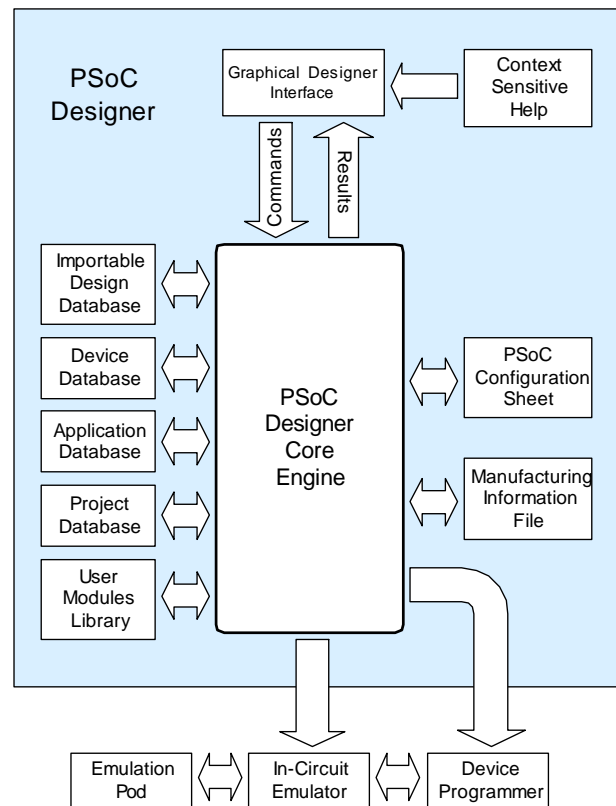 PSoC
Designer
Graphical Designer
Interface
Context
Sensitive
Help
Commands
Results
Importable
Design
Database
Device
Database
Application
Database
Project
Database
User
Modules
Library
PSoC
Designer
Core
Engine
PSoC
Configuration
Sheet
Manufacturing
Information
File
Emulation
Pod
In-Circuit
Emulator
Device
Programmer